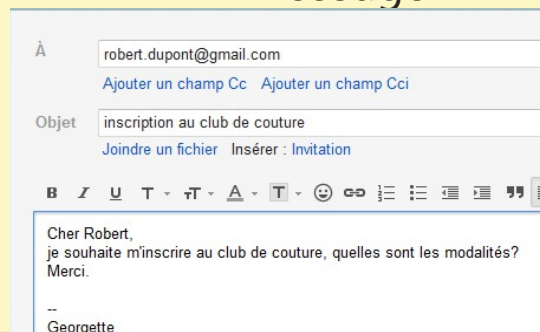 À
robert.dupont@gmail.com
Ajouter un champ Cc Ajouter un champ Cci
Objet
inscription au club de couture
Joindre un fichier Insérer : Invitation
B I U T T A T
Cher Robert,
je souhaite m'inscrire au club de couture, quelles sont les modalités?
Merci.
--
Georgette